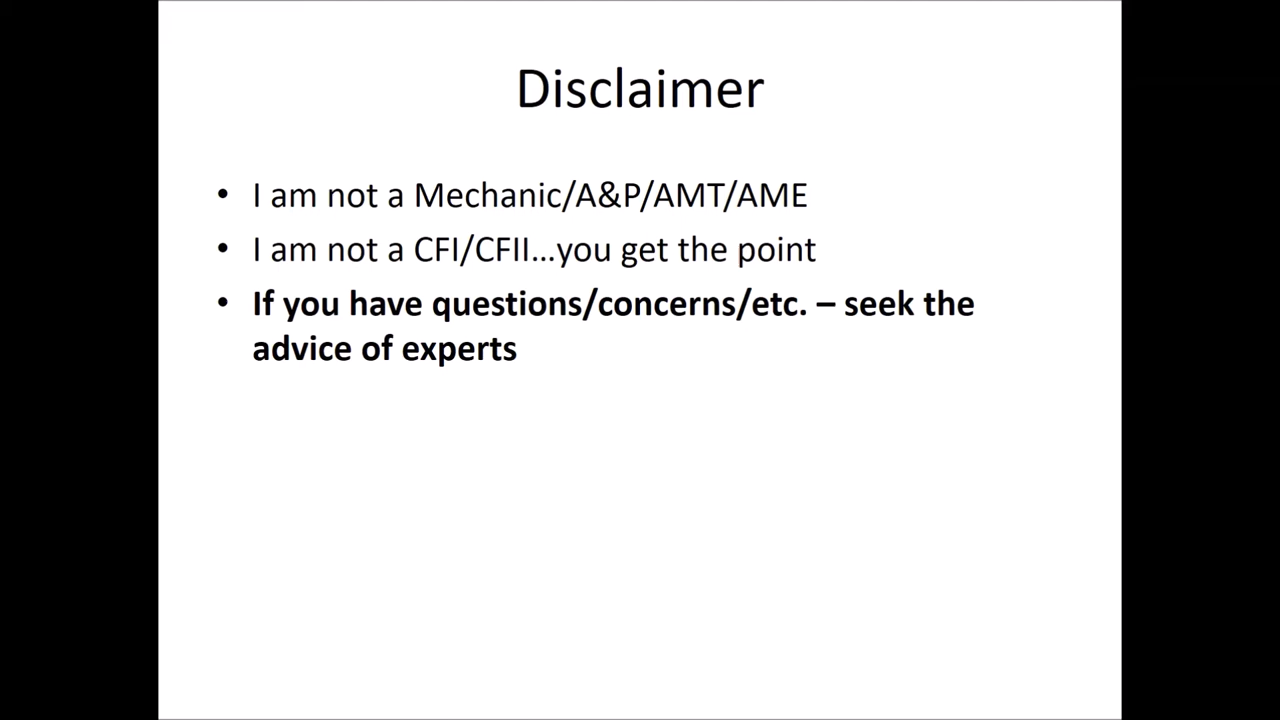 Disclaimer
• I am not a Mechanic/A&P/AMT/AME
• I am not a CFI/CFII...you get the point
• If you have questions/concerns/etc. – seek the
advice of experts